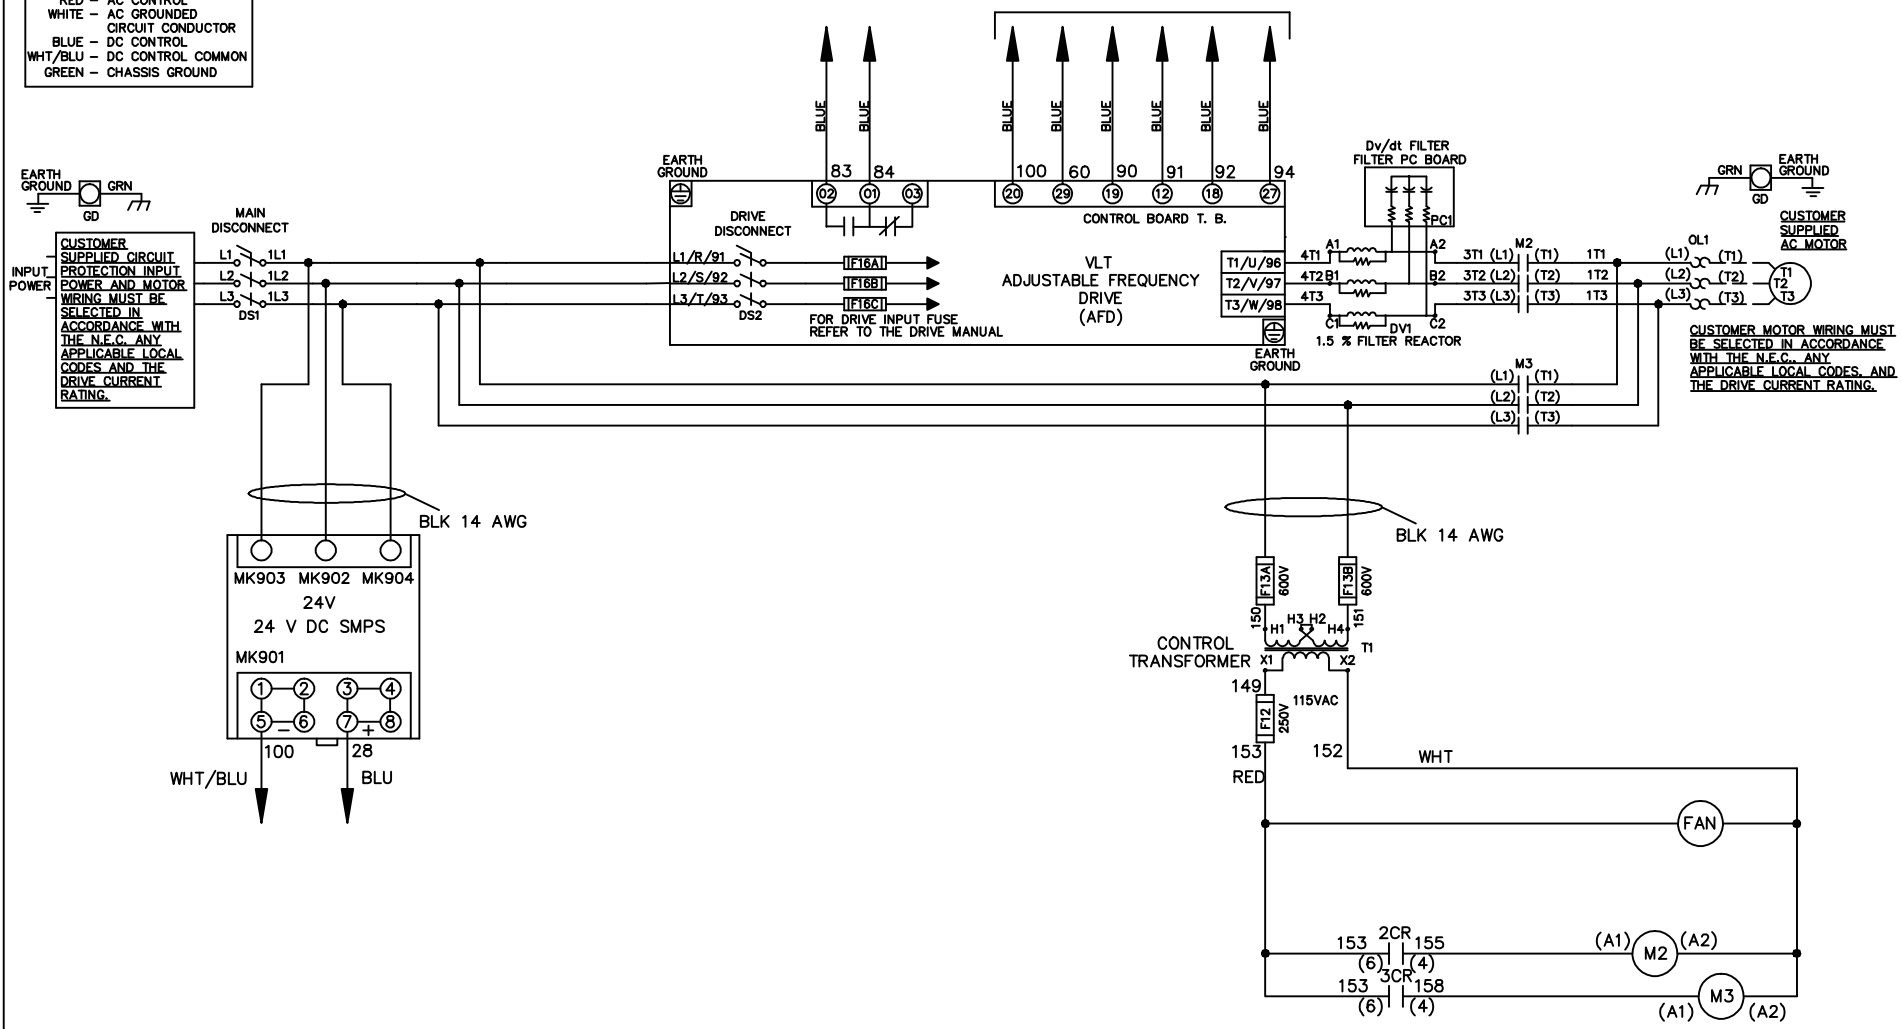 RED – AC CONTROL
WHITE – AC GROUNDED
CIRCUIT CONDUCTOR
BLUE – DC CONTROL
WHT/BLU – DC CONTROL COMMON
GREEN – CHASSIS GROUND
BLUE
BLUE
BLUE
BLUE
BLUE
BLUE
BLUE
BLUE
EARTH
GROUND
GRN
GD
MAIN
DISCONNECT
INPUT
POWER
CUSTOMER
SUPPLIED CIRCUIT
PROTECTION INPUT
POWER AND MOTOR
WIRING MUST BE
SELECTED IN
ACCORDANCE WITH
THE N.E.C. ANY
APPLICABLE LOCAL
CODES AND THE
DRIVE CURRENT
RATING.
L1 1L1
L2 1L2
L3 1L3
DS1
EARTH
GROUND
83 84
02 01 03
100 60 90 91 92 94
20 29 19 12 18 27
CONTROL BOARD T. B.
DRIVE
DISCONNECT
L1/R/91
L2/S/92
L3/T/93
DS2
F16A
F16B
F16C
FOR DRIVE INPUT FUSE
REFER TO THE DRIVE MANUAL
VLT
ADJUSTABLE FREQUENCY
DRIVE
(AFD)
T1/U/96
T2/V/97
T3/W/98
EARTH
GROUND
4T1 A1 A2
4T2 B1 B2
4T3
C1 DV1 C2
1.5 % FILTER REACTOR
Dv/dt FILTER
FILTER PC BOARD
PC1
M2
3T1 (L1) (T1) 1T1
3T2 (L2) (T2) 1T2
3T3 (L3) (T3) 1T3
OL1
(L1) (T1)
(L2) (T2)
(L3) (T3)
T1
T2
T3
GRN
EARTH
GROUND
GD
CUSTOMER
SUPPLIED
AC MOTOR
CUSTOMER MOTOR WIRING MUST
BE SELECTED IN ACCORDANCE
WITH THE N.E.C., ANY
APPLICABLE LOCAL CODES, AND
THE DRIVE CURRENT RATING.
M3
(L1) (T1)
(L2) (T2)
(L3) (T3)
BLK 14 AWG
MK903 MK902 MK904
24V
24 V DC SMPS
MK901
1 2 3 4
5 6 7 8
– +
100 28
WHT/BLU BLU
BLK 14 AWG
F13A
600V
F13B
600V
150
151
H1 H3 H2 H4
T1
CONTROL
TRANSFORMER
X1 X2
149
115VAC
F12
250V
153 152
RED
WHT
FAN
2CR
153 155
(6) (4)
(A1) M2 (A2)
3CR
153 158
(6) (4)
(A1) M3 (A2)